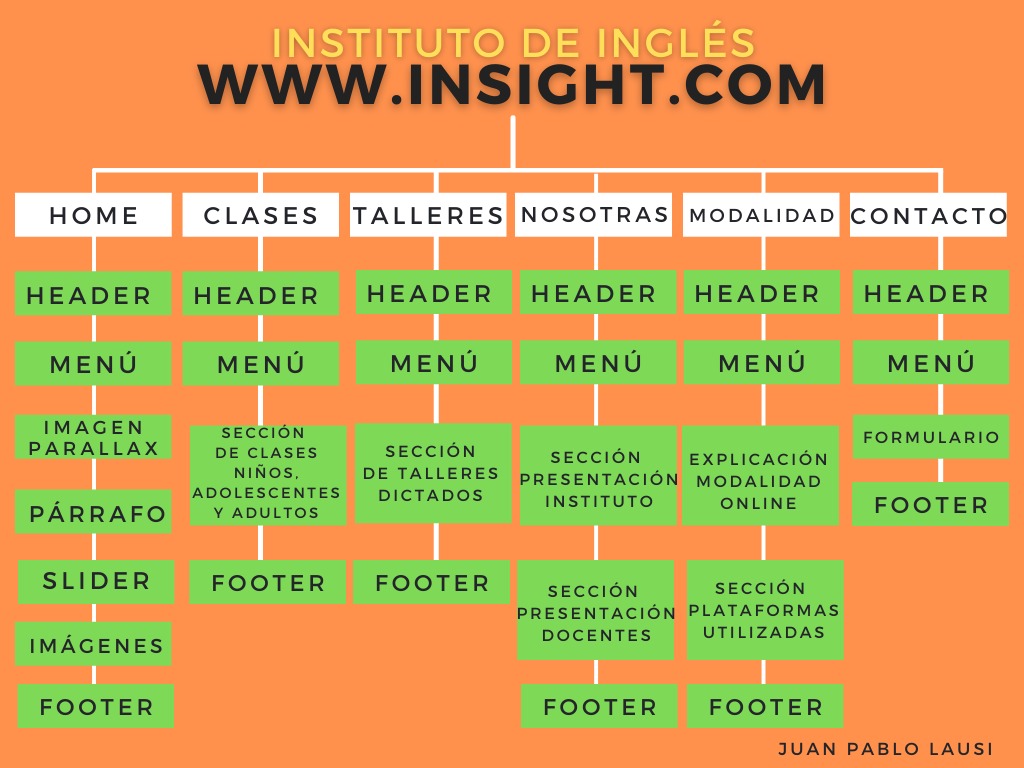 INSTITUTO DE INGLÉS
WWW.INSIGHT.COM
HOME
HEADER
MENÚ
IMAGEN
PARALLAX
PÁRRAFO
SLIDER
IMÁGENES
FOOTER
CLASES
HEADER
MENÚ
SECCIÓN
DE CLASES
NIÑOS,
ADOLESCENTES
Y ADULTOS
FOOTER
TALLERES
HEADER
MENÚ
SECCIÓN
DE TALLERES
DICTADOS
FOOTER
NOSOTRAS
HEADER
MENÚ
SECCIÓN
PRESENTACIÓN
INSTITUTO
SECCIÓN
PRESENTACIÓN
DOCENTES
FOOTER
MODALIDAD
HEADER
MENÚ
EXPLICACIÓN
MODALIDAD
ONLINE
SECCIÓN
PLATAFORMAS
UTILIZADAS
FOOTER
CONTACTO
HEADER
MENÚ
FORMULARIO
FOOTER
JUAN PABLO LAUSI